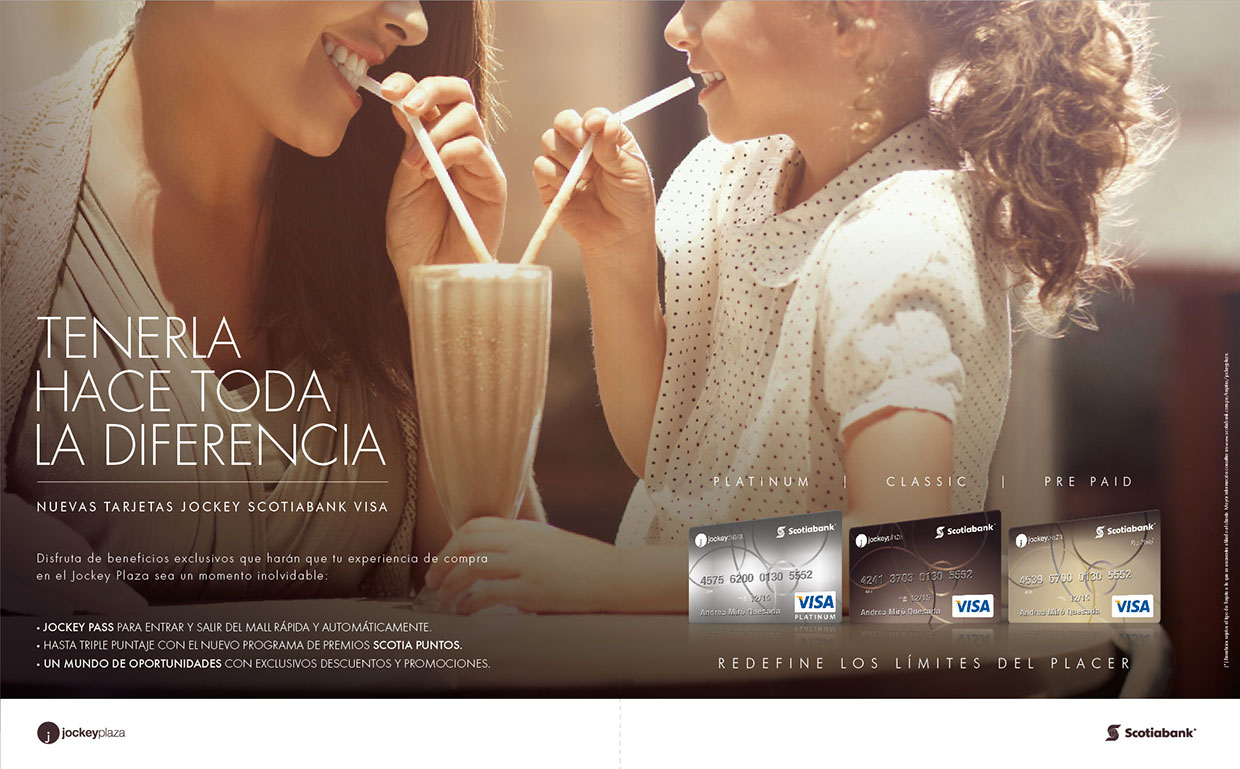 TENERLA
HACE TODA
LA DIFERENCIA
NUEVAS TARJETAS JOCKEY SCOTIABANK VISA
Disfruta de beneficios exclusivos que harán que tu experiencia de compra
en el Jockey Plaza sea un momento inolvidable:
• JOCKEY PASS PARA ENTRAR Y SALIR DEL MALL RÁPIDA Y AUTOMÁTICAMENTE.
• HASTA TRIPLE PUNTAJE CON EL NUEVO PROGRAMA DE PREMIOS SCOTIA PUNTOS.
• UN MUNDO DE OPORTUNIDADES CON EXCLUSIVOS DESCUENTOS Y PROMOCIONES.
PLATINUM | CLASSIC | PRE PAID
jockeyplaza Scotiabank
4575 6200 0130 5552
12/15
Andrea Miró Quesada
VISA
PLATINUM
jockeyplaza Scotiabank
4241 3703 0130 5552
12/15
Andrea Miró Quesada
VISA
jockeyplaza Scotiabank
Pre Paid
4539 6700 0130 5552
12/15
Andrea Miró Quesada
VISA
REDEFINE LOS LÍMITES DEL PLACER
jockeyplaza
Scotiabank